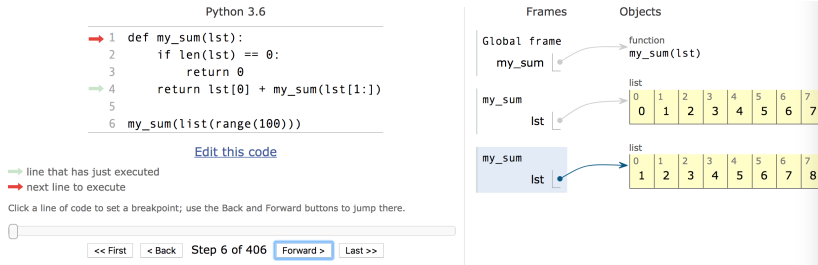 Python 3.6
1 def my_sum(lst):
2 if len(lst) == 0:
3 return 0
4 return lst[0] + my_sum(lst[1:])
5
6 my_sum(list(range(100)))
Edit this code
line that has just executed
next line to execute
Click a line of code to set a breakpoint; use the Back and Forward buttons to jump there.
<< First < Back Step 6 of 406 Forward > Last >>
Frames Objects
Global frame
my_sum
function
my_sum(lst)
my_sum
lst
list
0 1 2 3 4 5 6 7
0 1 2 3 4 5 6 7
my_sum
lst
list
0 1 2 3 4 5 6 7
1 2 3 4 5 6 7 8